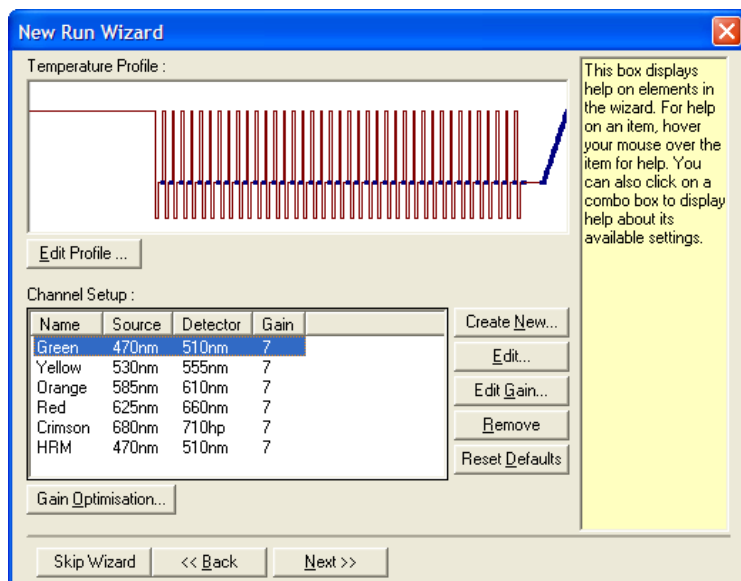 New Run Wizard
Temperature Profile :
This box displays
help on elements in
the wizard. For help
on an item, hover
your mouse over the
item for help. You
can also click on a
combo box to display
help about its
available settings.
Edit Profile ...
Channel Setup :
Name Source Detector Gain
Green 470nm 510nm 7
Yellow 530nm 555nm 7
Orange 585nm 610nm 7
Red 625nm 660nm 7
Crimson 680nm 710hp 7
HRM 470nm 510nm 7
Create New...
Edit...
Edit Gain...
Remove
Reset Defaults
Gain Optimisation...
Skip Wizard << Back Next >>